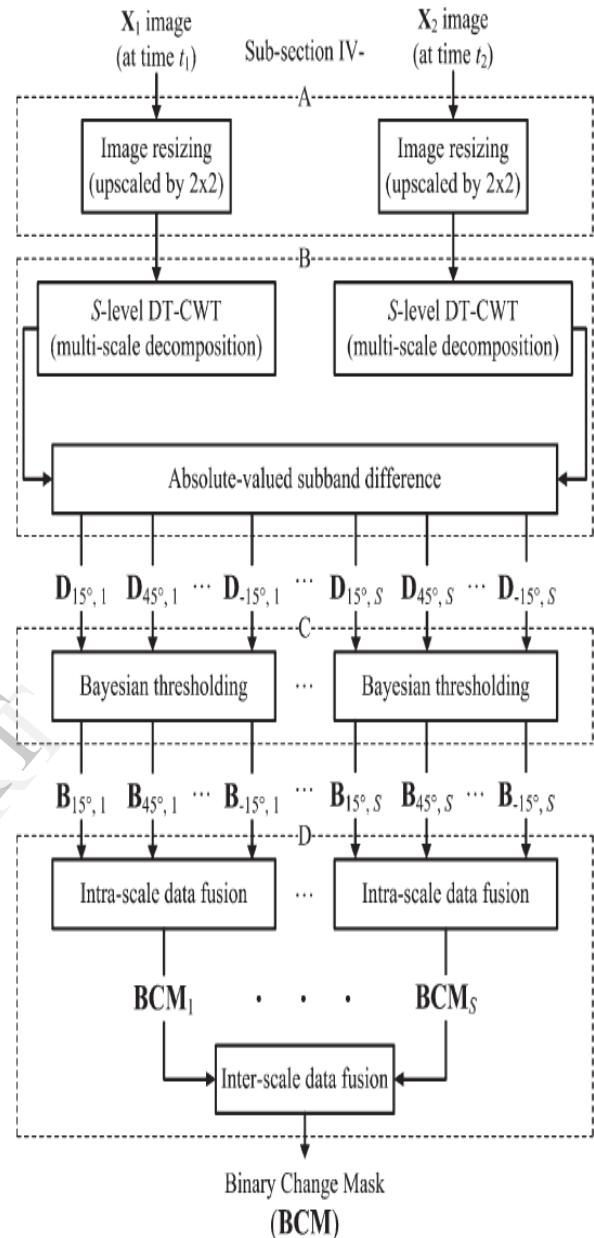 X₁ image
(at time t₁)
Sub-section IV-
X₂ image
(at time t₂)
A
Image resizing
(upscaled by 2x2)
Image resizing
(upscaled by 2x2)
B
S-level DT-CWT
(multi-scale decomposition)
S-level DT-CWT
(multi-scale decomposition)
Absolute-valued subband difference
D₁₅°, ₁ D₄₅°, ₁ ··· D₋₁₅°, ₁ ··· D₁₅°, S D₄₅°, S ··· D₋₁₅°, S
C
Bayesian thresholding ··· Bayesian thresholding
B₁₅°, ₁ B₄₅°, ₁ ··· B₋₁₅°, ₁ ··· B₁₅°, S B₄₅°, S ··· B₋₁₅°, S
D
Intra-scale data fusion ··· Intra-scale data fusion
BCM₁ · · · BCM S
Inter-scale data fusion
Binary Change Mask
(BCM)